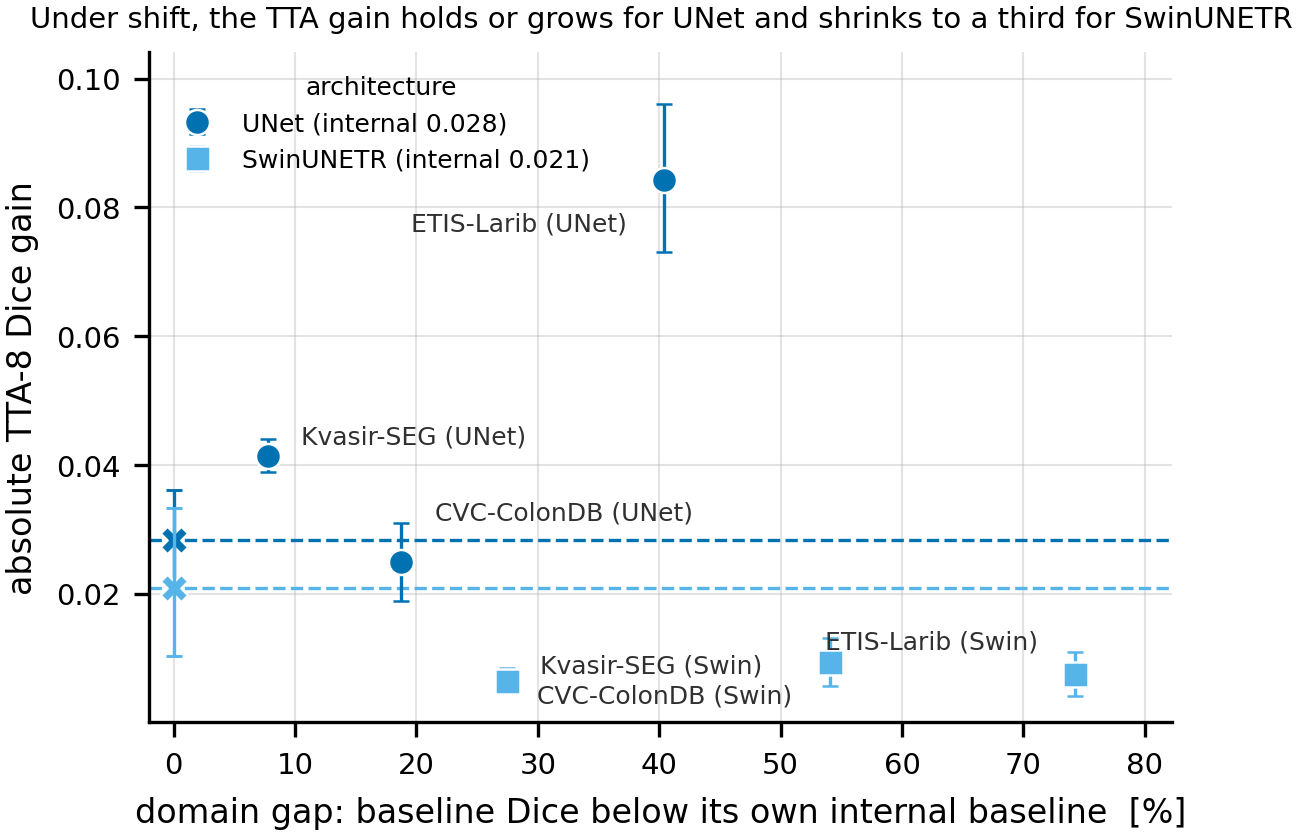 Under shift, the TTA gain holds or grows for UNet and shrinks to a third for SwinUNETR
absolute TTA-8 Dice gain
0.10
0.08
0.06
0.04
0.02
architecture
UNet (internal 0.028)
SwinUNETR (internal 0.021)
ETIS-Larib (UNet)
Kvasir-SEG (UNet)
CVC-ColonDB (UNet)
ETIS-Larib (Swin)
Kvasir-SEG (Swin)
CVC-ColonDB (Swin)
0 10 20 30 40 50 60 70 80
domain gap: baseline Dice below its own internal baseline [%]